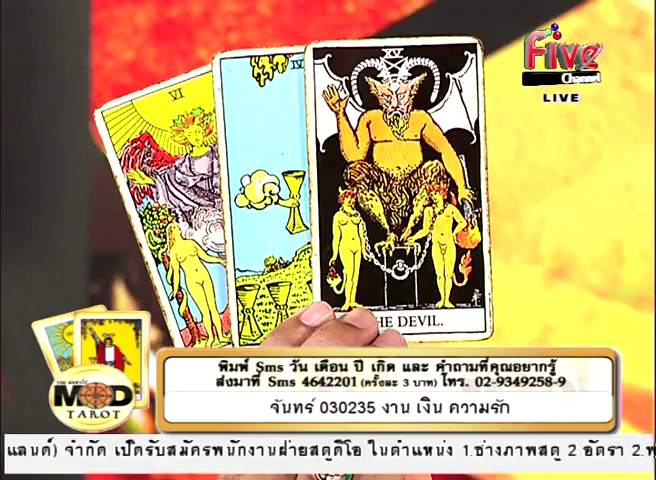 Five
Channel
LIVE
VI
IV
XV
THE DEVIL.
MD
TAROT
พิมพ์ Sms วัน เดือน ปี เกิด และ คำถามที่คุณอยากรู้
ส่งมาที่ Sms 4642201 (ครั้งละ 3 บาท) โทร. 02-9349258-9
จันทร์ 030235 งาน เงิน ความรัก
แลนด์) จำกัด เปิดรับสมัครพนักงานฝ่ายสตูดิโอ ในตำแหน่ง 1.ช่างภาพสตู 2 อัตรา 2.พ